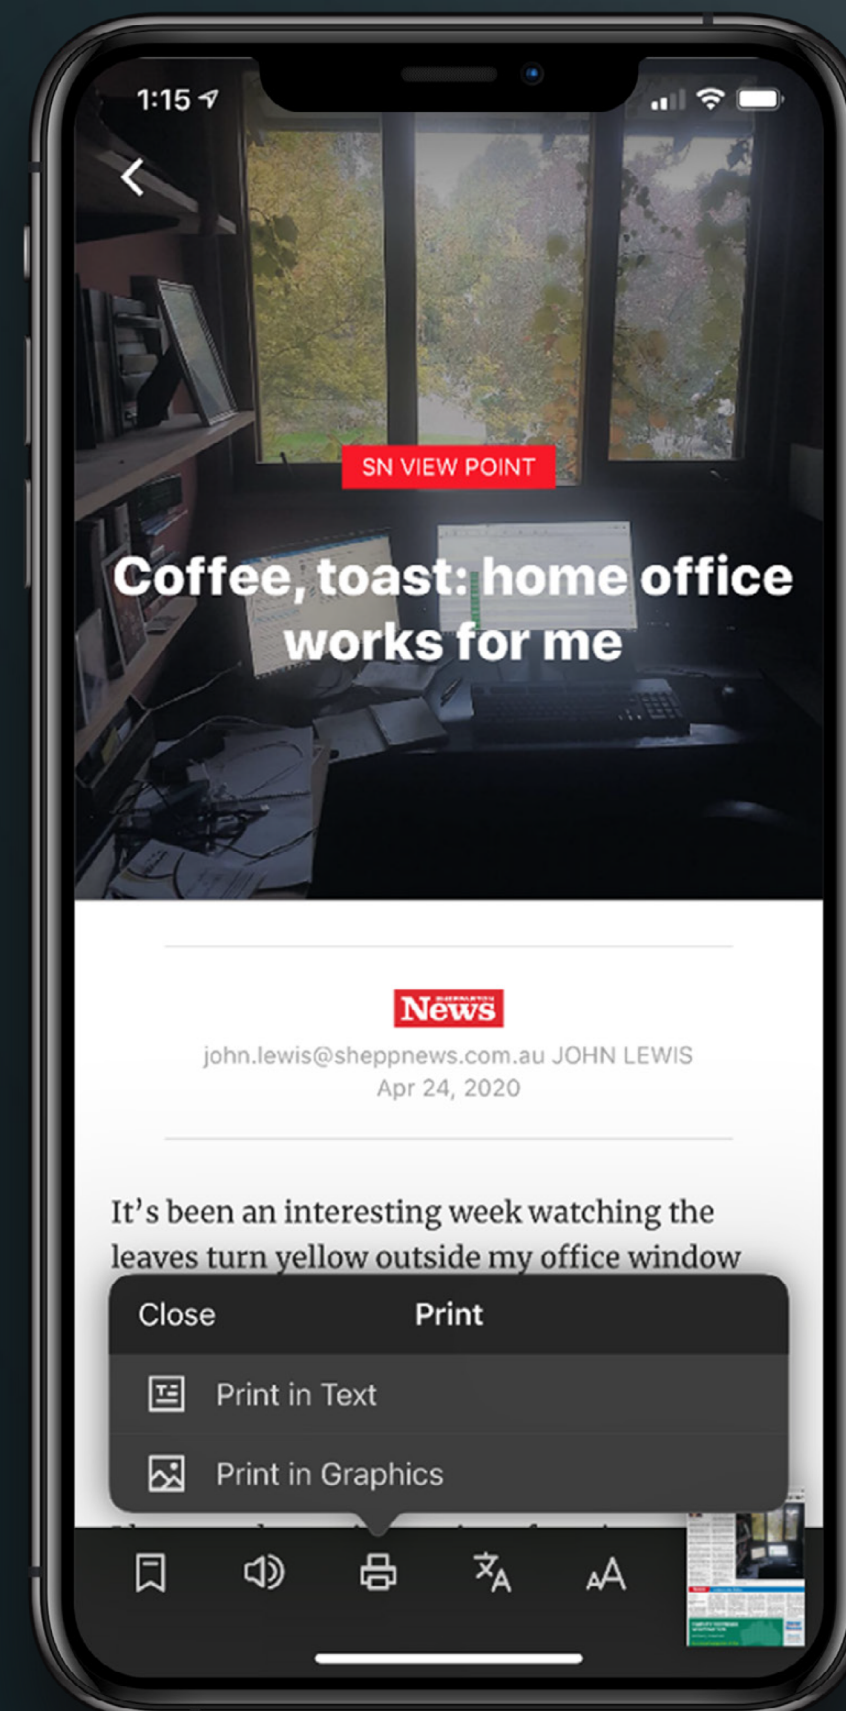 1:15
SN VIEW POINT
Coffee, toast: home office
works for me
SHEPPARTON
News
john.lewis@sheppnews.com.au JOHN LEWIS
Apr 24, 2020
It’s been an interesting week watching the
leaves turn yellow outside my office window
Close Print
Print in Text
Print in Graphics